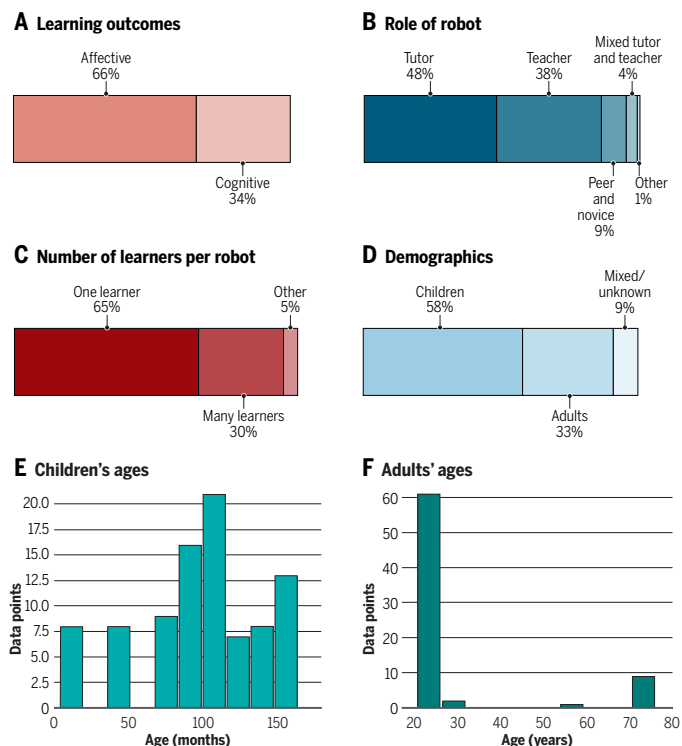 A Learning outcomes
Affective
66%
Cognitive
34%
B Role of robot
Tutor
48%
Teacher
38%
Mixed tutor
and teacher
4%
Peer
and
novice
9%
Other
1%
C Number of learners per robot
One learner
65%
Other
5%
Many learners
30%
D Demographics
Children
58%
Mixed/
unknown
9%
Adults
33%
E Children's ages
Data points
20.0
17.5
15.0
12.5
10.0
7.5
5.0
2.5
0
0 50 100 150
Age (months)
F Adults' ages
Data points
60
50
40
30
20
10
0
20 30 40 50 60 70 80
Age (years)